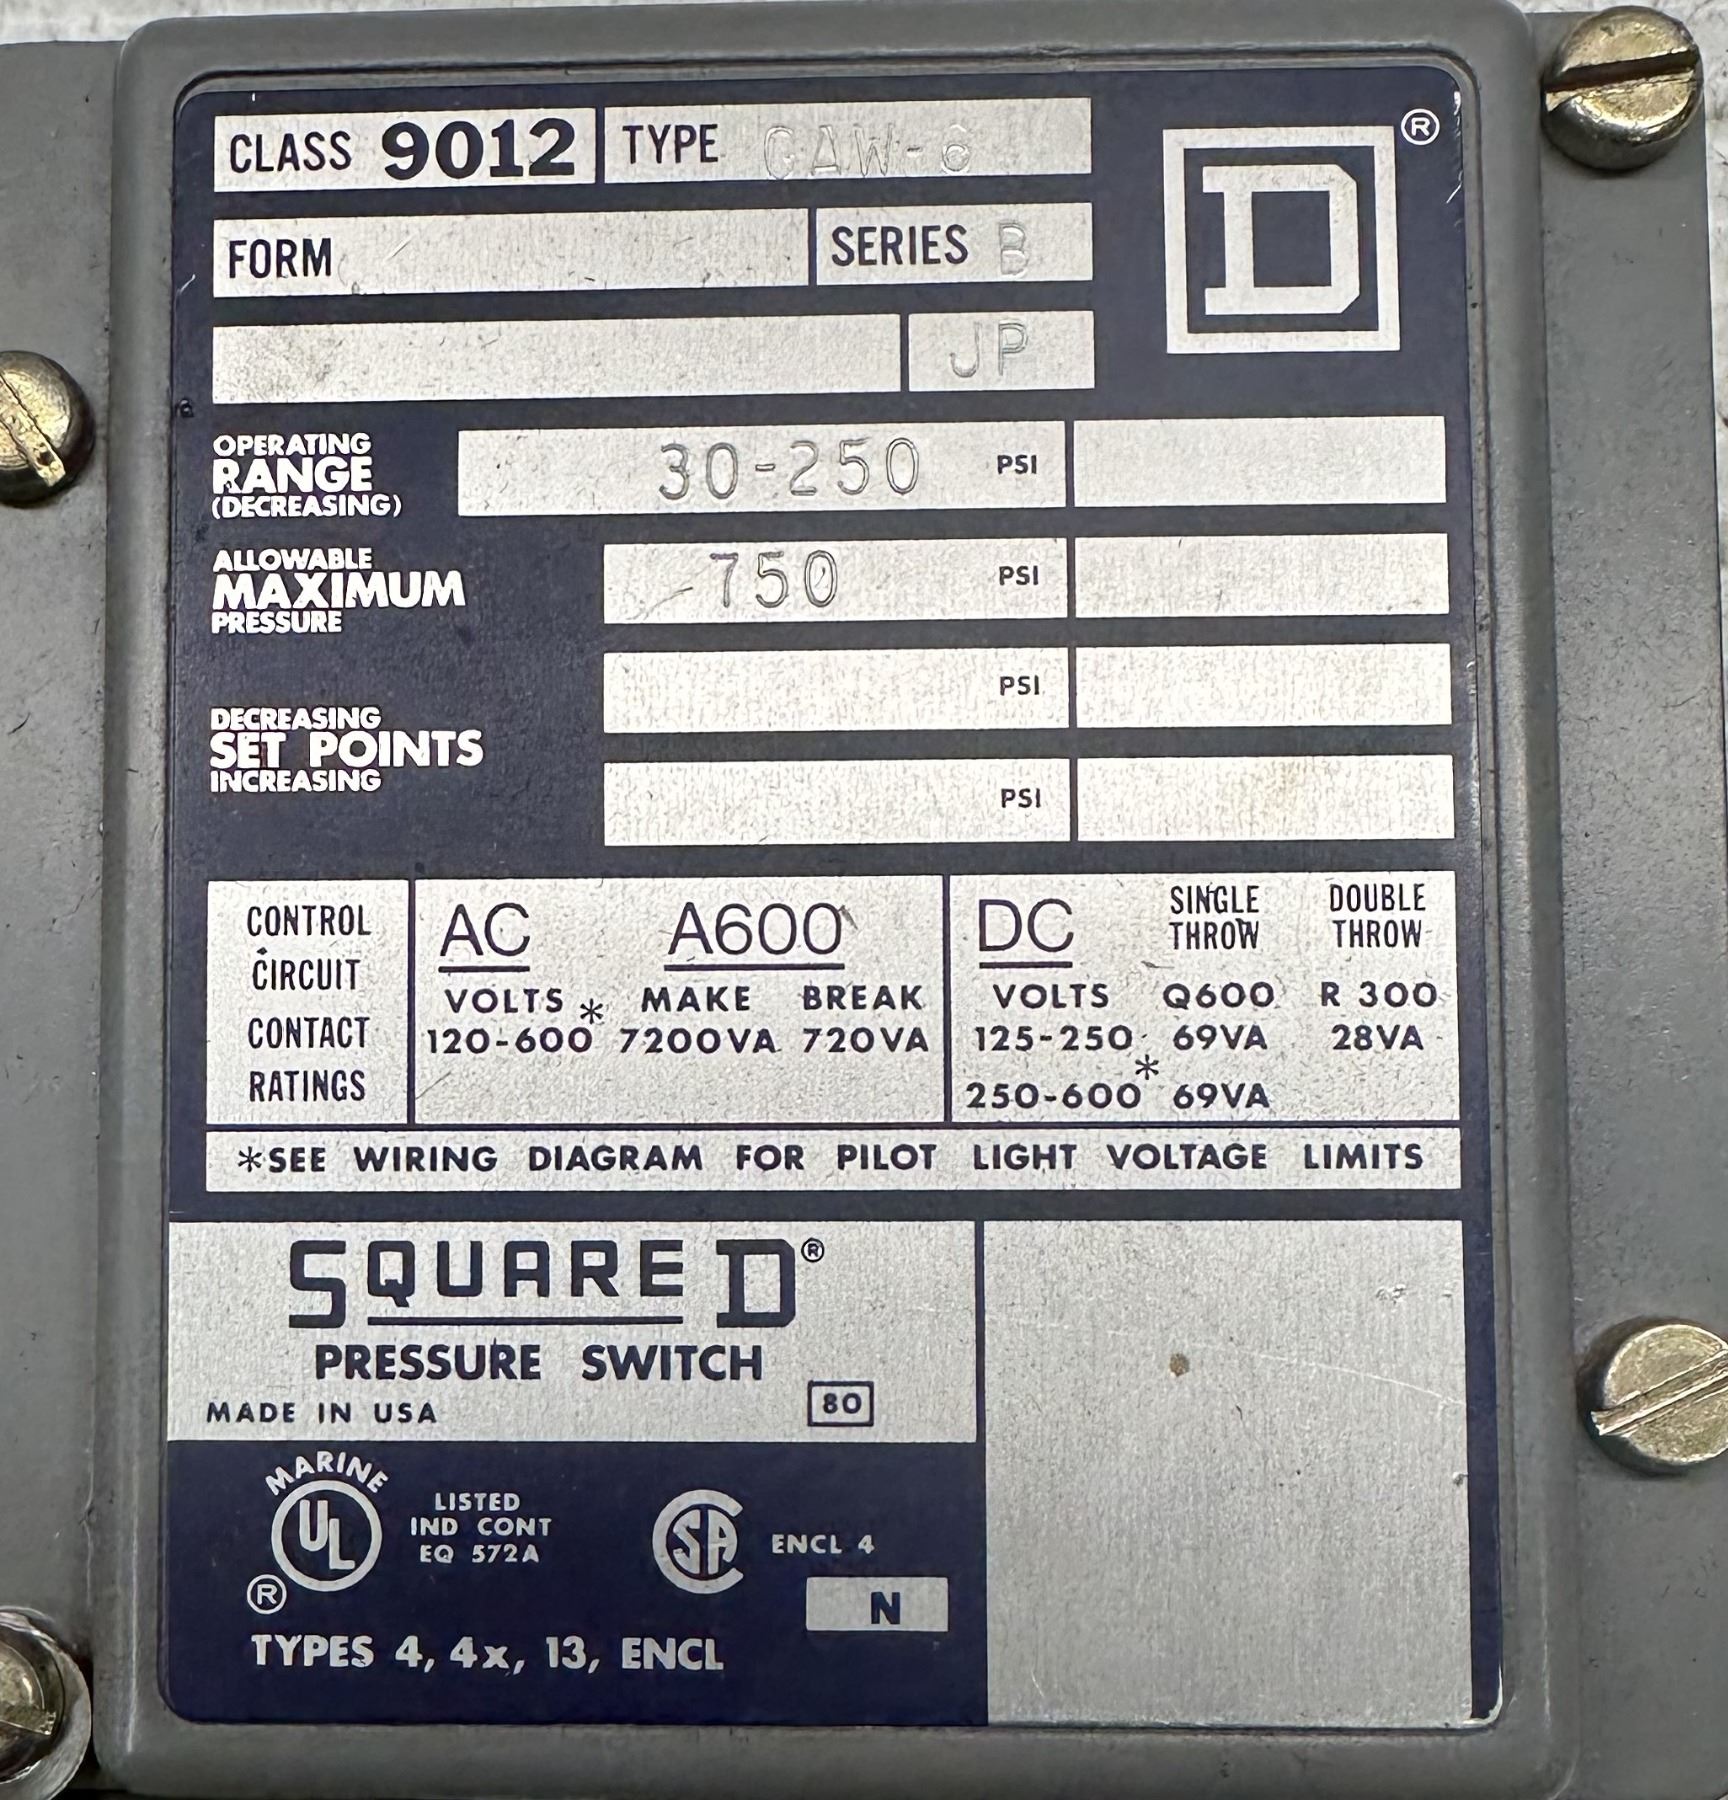 CLASS 9012 TYPE GAW-6
®
FORM SERIES B
D
JP
OPERATING
RANGE 30-250 PSI
(DECREASING)
ALLOWABLE
MAXIMUM 750 PSI
PRESSURE
PSI
DECREASING
SET POINTS
INCREASING
PSI
CONTROL
CIRCUIT
CONTACT
RATINGS
AC A600
VOLTS* MAKE BREAK
120-600 7200VA 720VA
DC SINGLE THROW DOUBLE THROW
VOLTS Q600 R 300
125-250 69VA 28VA
250-600* 69VA
*SEE WIRING DIAGRAM FOR PILOT LIGHT VOLTAGE LIMITS
SQUARE D®
PRESSURE SWITCH
MADE IN USA 80
MARINE
UL ®
LISTED
IND CONT
EQ 572A
SA ENCL 4
N
TYPES 4, 4x, 13, ENCL